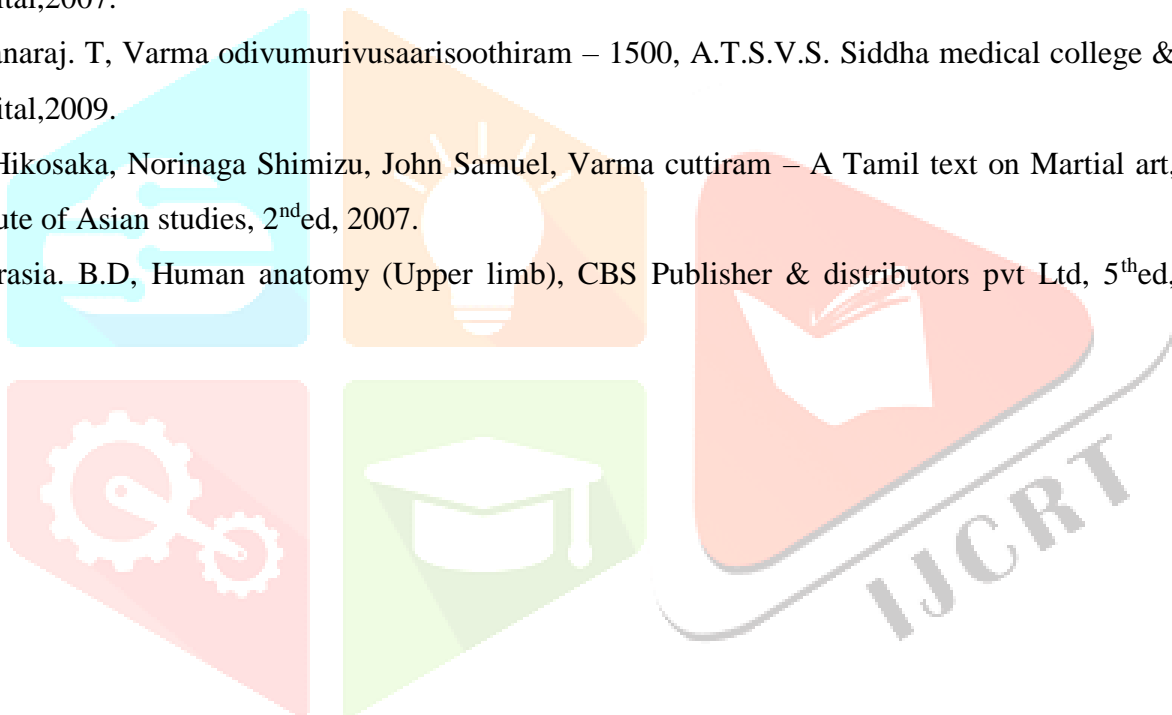 ital,2007.
anaraj. T, Varma odivumurivusaarisoothiram – 1500, A.T.S.V.S. Siddha medical college &
ital,2009.
Hikosaka, Norinaga Shimizu, John Samuel, Varma cuttiram – A Tamil text on Martial art,
ute of Asian studies, 2nded, 2007.
rasia. B.D, Human anatomy (Upper limb), CBS Publisher & distributors pvt Ltd, 5thed,
IJCRT